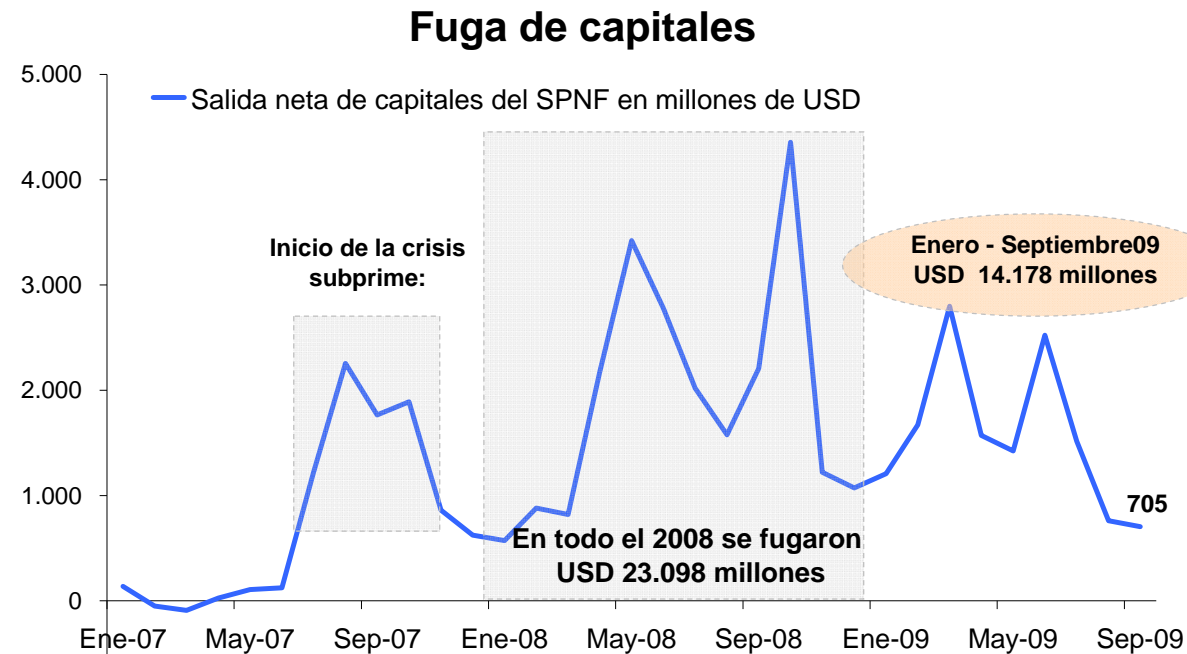 Fuga de capitales
5.000
4.000
3.000
2.000
1.000
0
Salida neta de capitales del SPNF en millones de USD
Inicio de la crisis
subprime:
Enero - Septiembre09
USD 14.178 millones
705
En todo el 2008 se fugaron
USD 23.098 millones
Ene-07 May-07 Sep-07 Ene-08 May-08 Sep-08 Ene-09 May-09 Sep-09